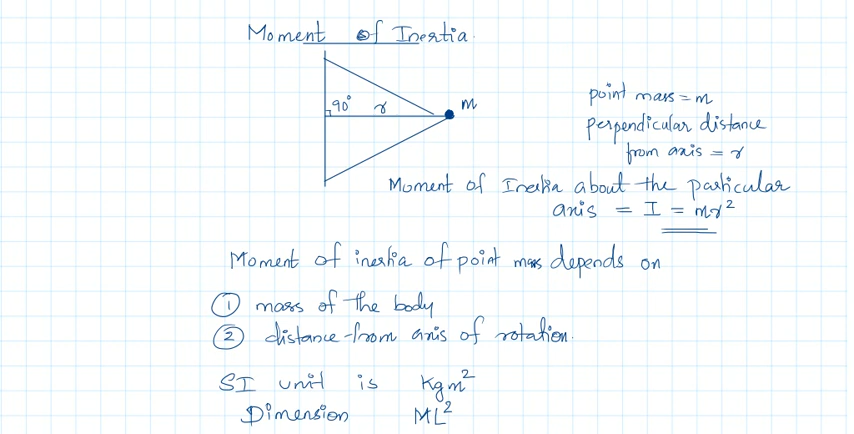 Moment of Inertia.
90° r m
point mass = m
perpendicular distance
from axis = r
Moment of Inertia about the particular
axis = I = mr²
Moment of inertia of point mass depends on
① mass of the body
② distance from axis of rotation.
SI unit is Kgm²
Dimension ML²